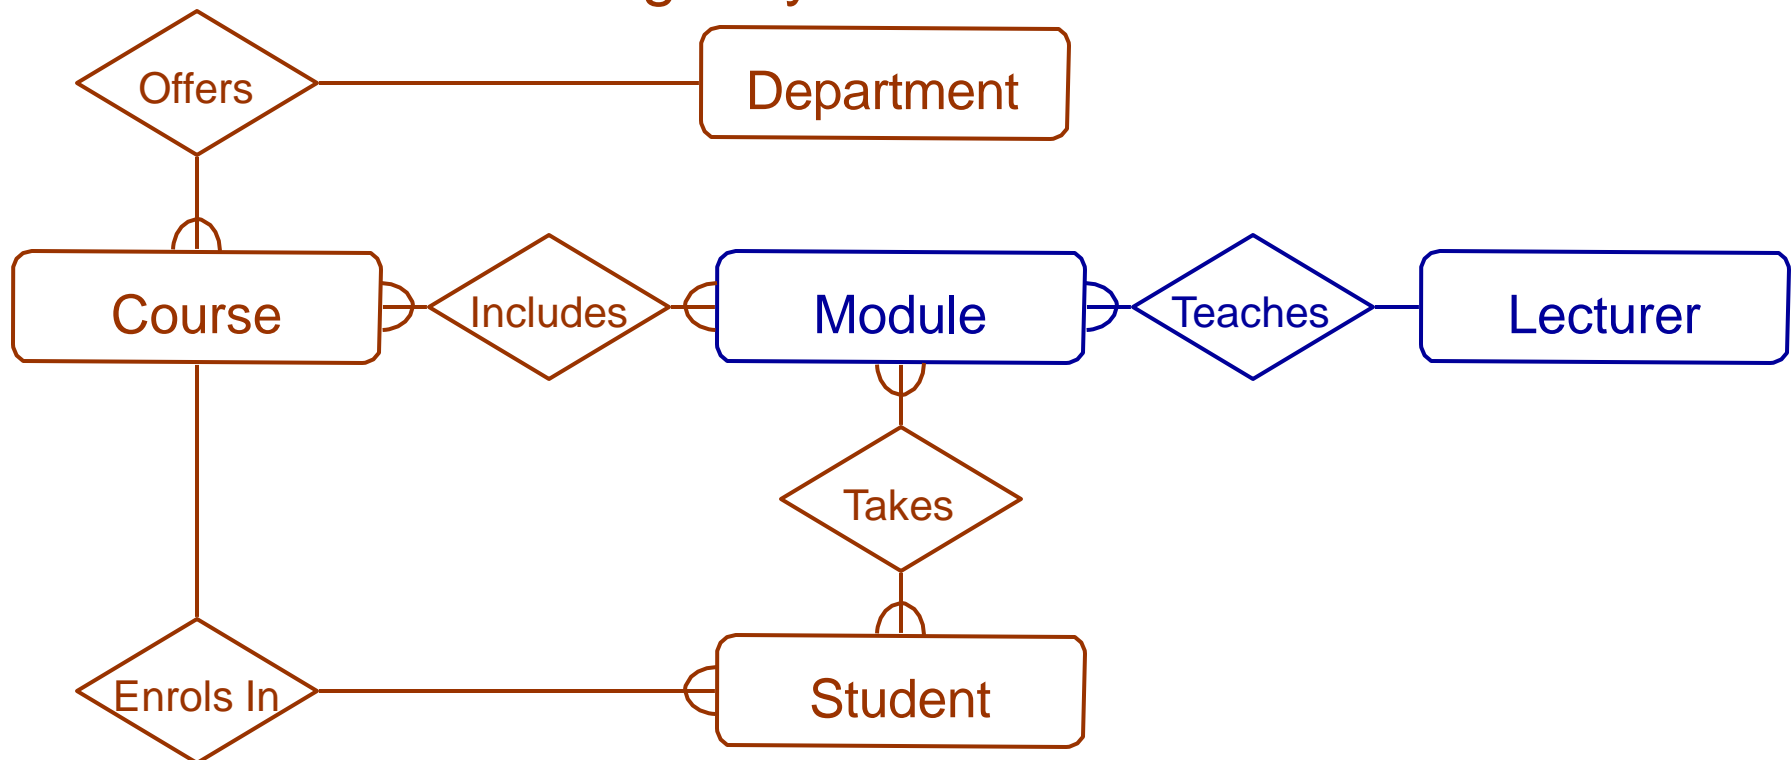 Offers
Department
Course
Includes
Module
Teaches
Lecturer
Takes
Enrols In
Student